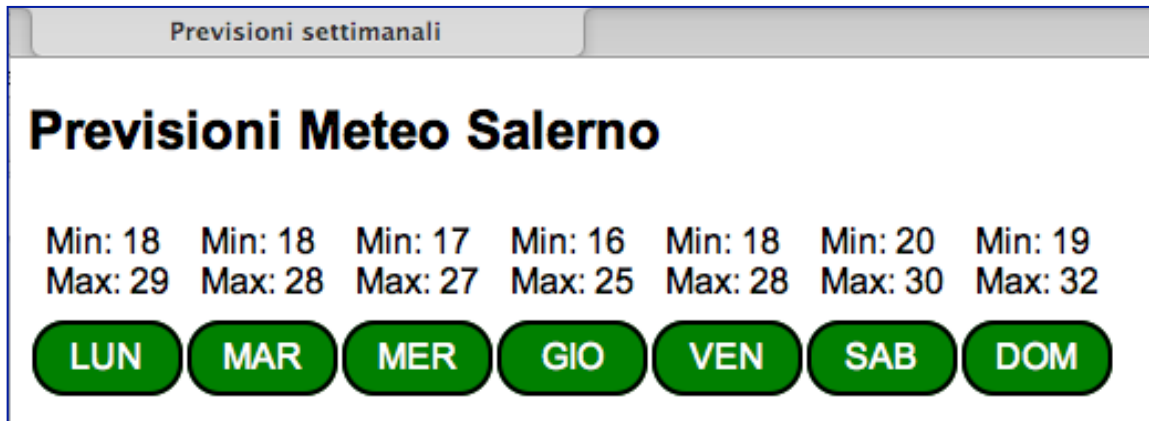 Previsioni settimanali
Previsioni Meteo Salerno
Min: 18 Min: 18 Min: 17 Min: 16 Min: 18 Min: 20 Min: 19
Max: 29 Max: 28 Max: 27 Max: 25 Max: 28 Max: 30 Max: 32
LUN MAR MER GIO VEN SAB DOM